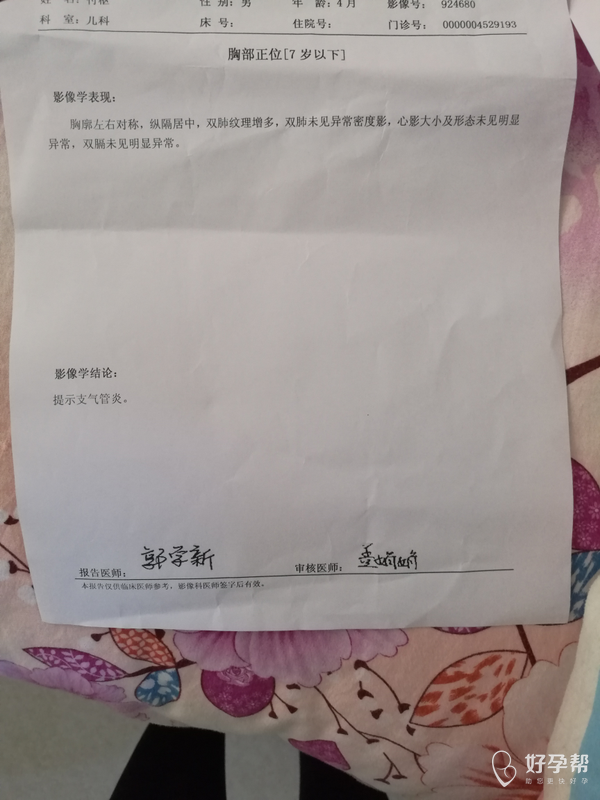 科 室：儿科 性 别：男 年 龄：4月 影像号： 924680
床 号： 住院号： 门诊号： 0000004529193
胸部正位[7岁以下]
影像学表现：
胸廓左右对称，纵隔居中，双肺纹理增多，双肺未见异常密度影，心影大小及形态未见明显
异常，双膈未见明显异常。
影像学结论：
提示支气管炎。
报告医师： 郭学新 审核医师：
本报告仅供临床医师参考，影像科医师签字后有效。
好孕帮
助您更快好孕